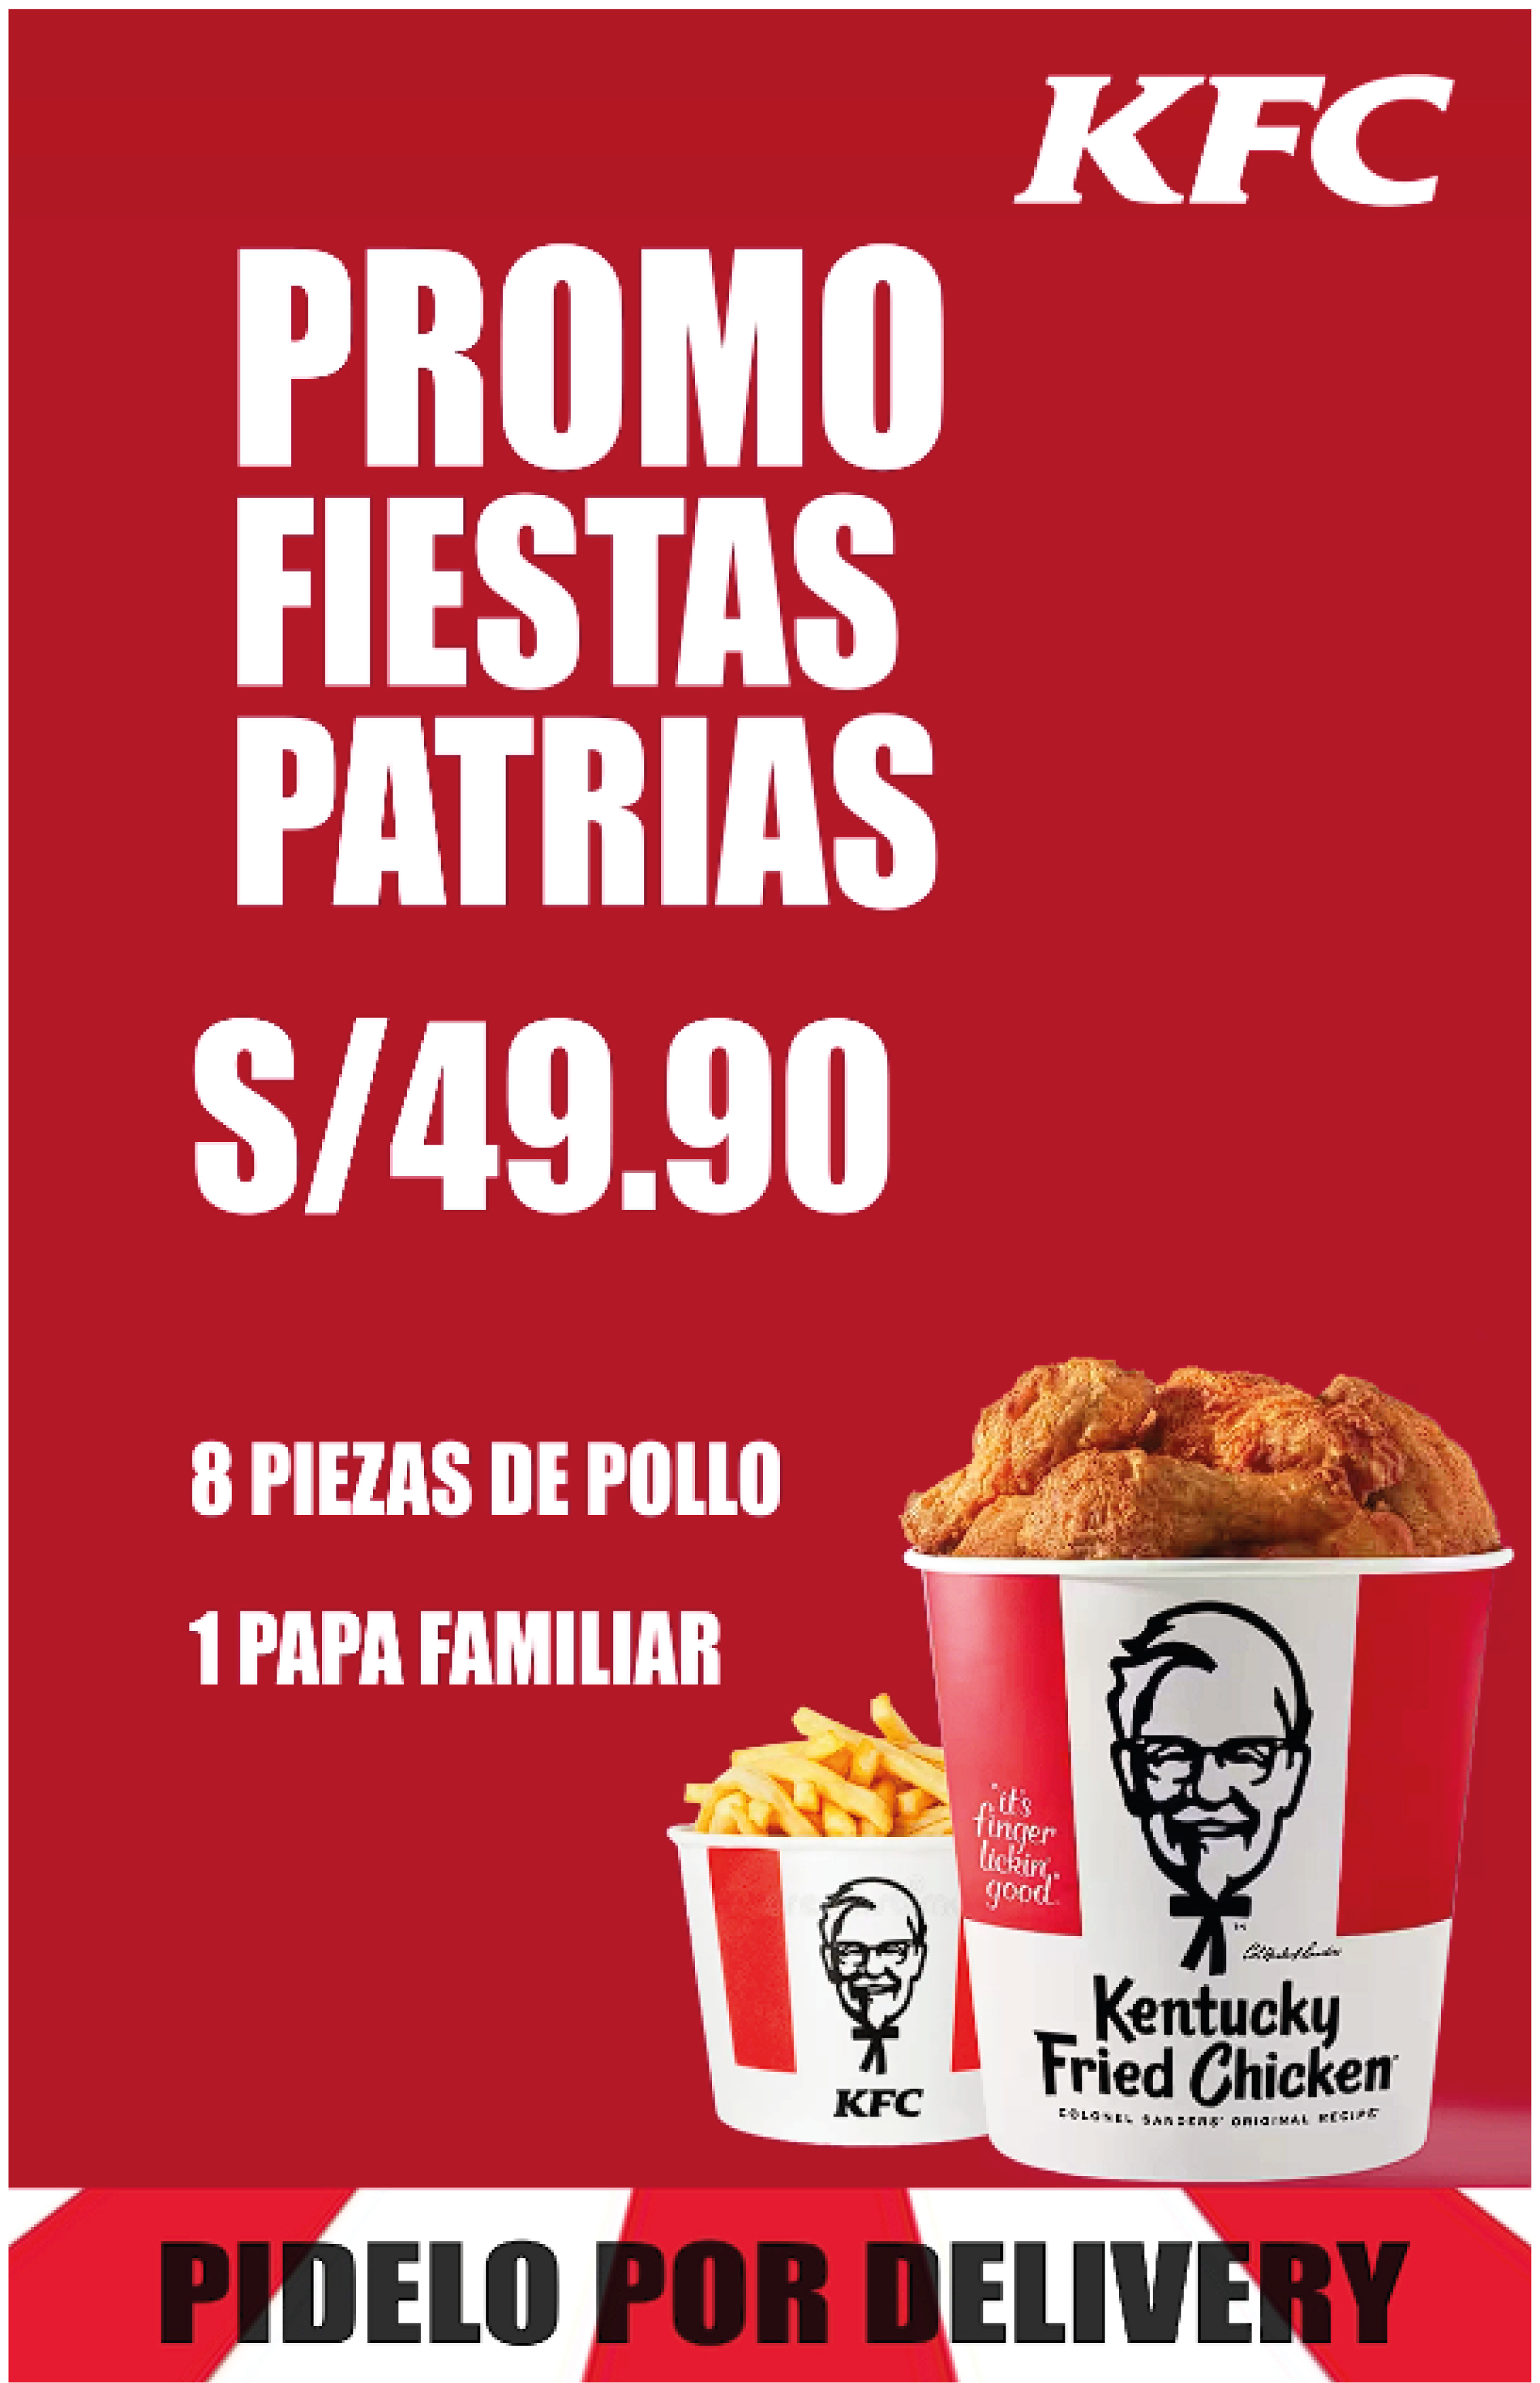 KFC
PROMO
FIESTAS
PATRIAS
S/49.90
8 PIEZAS DE POLLO
1 PAPA FAMILIAR
"it's
finger
lickin'
good"
Kentucky
Fried Chicken
COLONEL SANDERS' ORIGINAL RECIPE
KFC
PIDELO POR DELIVERY